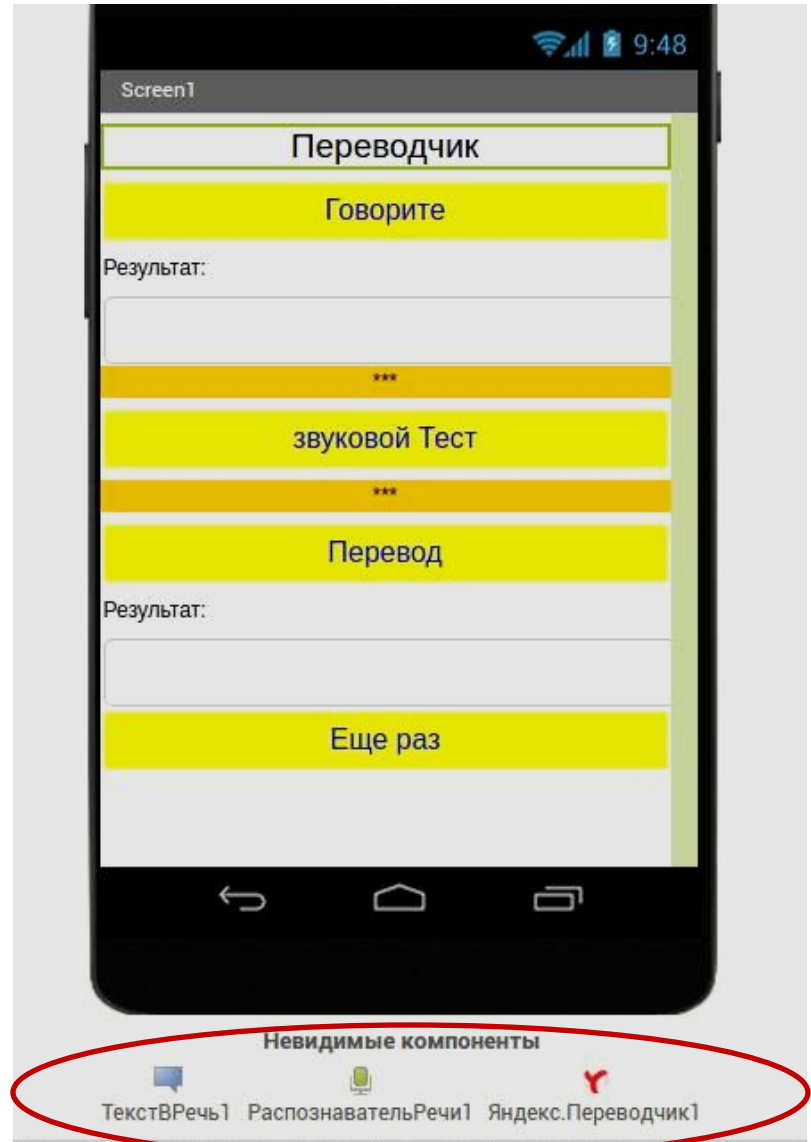 9:48
Screen1
Переводчик
Говорите
Результат:
***
звуковой Тест
***
Перевод
Результат:
Еще раз
Невидимые компоненты
ТекстВРечь1 РаспознавательРечи1 Яндекс.Переводчик1